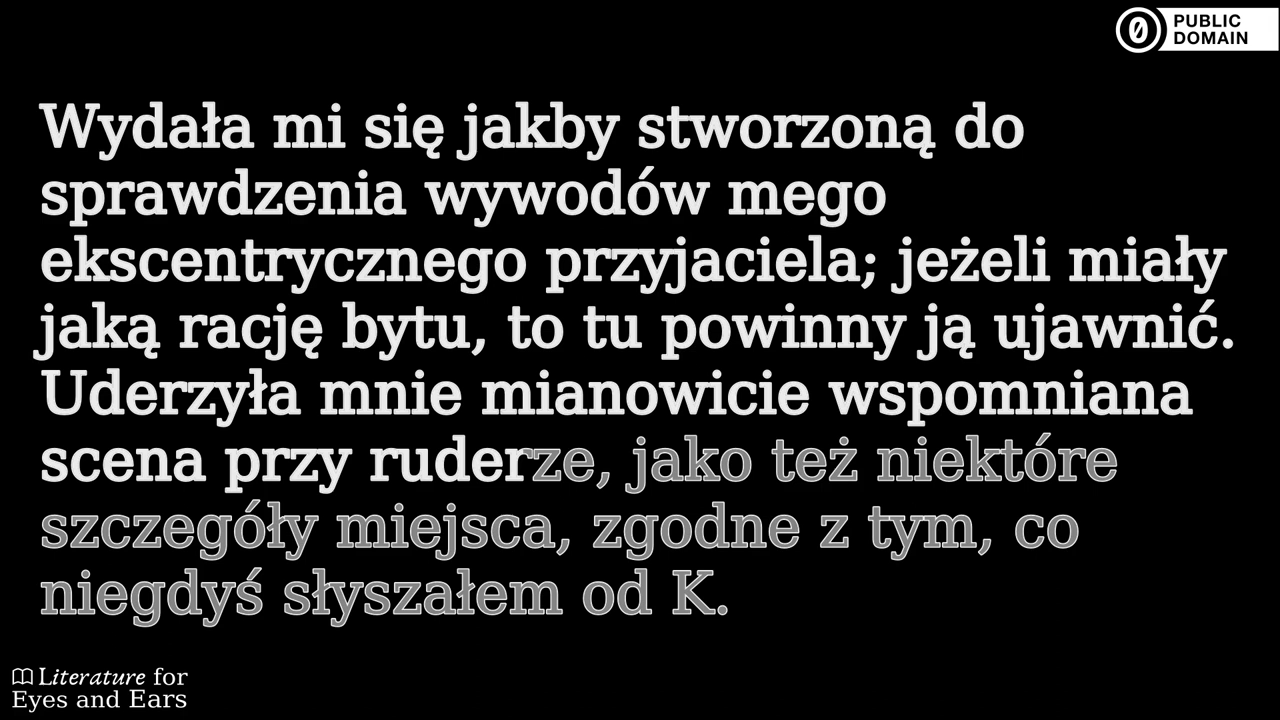 PUBLIC
DOMAIN
Wydała mi się jakby stworzoną do
sprawdzenia wywodów mego
ekscentrycznego przyjaciela; jeżeli miały
jaką rację bytu, to tu powinny ją ujawnić.
Uderzyła mnie mianowicie wspomniana
scena przy ruderze, jako też niektóre
szczegóły miejsca, zgodne z tym, co
niegdyś słyszałem od K.
Literature for
Eyes and Ears